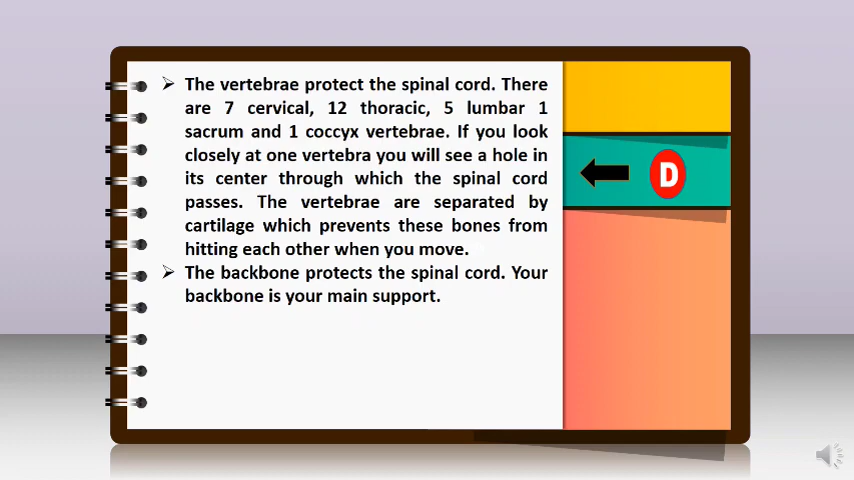 ➢ The vertebrae protect the spinal cord. There
are 7 cervical, 12 thoracic, 5 lumbar 1
sacrum and 1 coccyx vertebrae. If you look
closely at one vertebra you will see a hole in
its center through which the spinal cord
passes. The vertebrae are separated by
cartilage which prevents these bones from
hitting each other when you move.
➢ The backbone protects the spinal cord. Your
backbone is your main support.
D